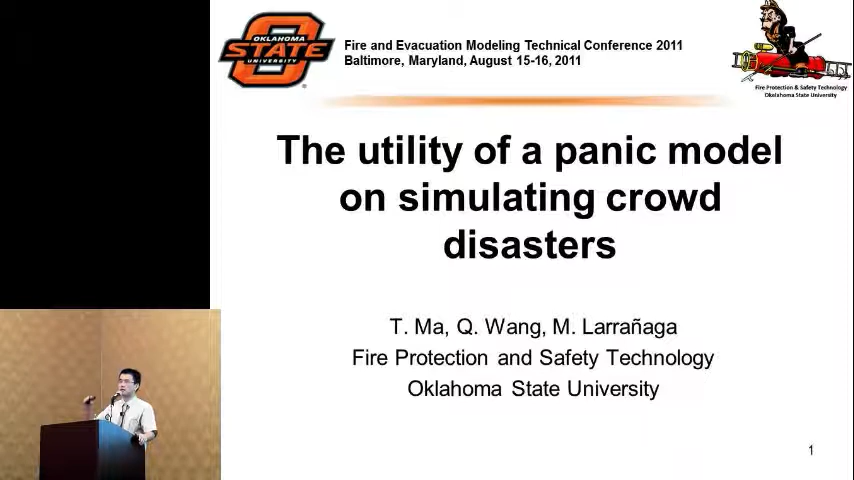 OKLAHOMA
STATE
UNIVERSITY
Fire and Evacuation Modeling Technical Conference 2011
Baltimore, Maryland, August 15-16, 2011
Fire Protection & Safety Technology
Oklahoma State University
The utility of a panic model
on simulating crowd
disasters
T. Ma, Q. Wang, M. Larrañaga
Fire Protection and Safety Technology
Oklahoma State University
1